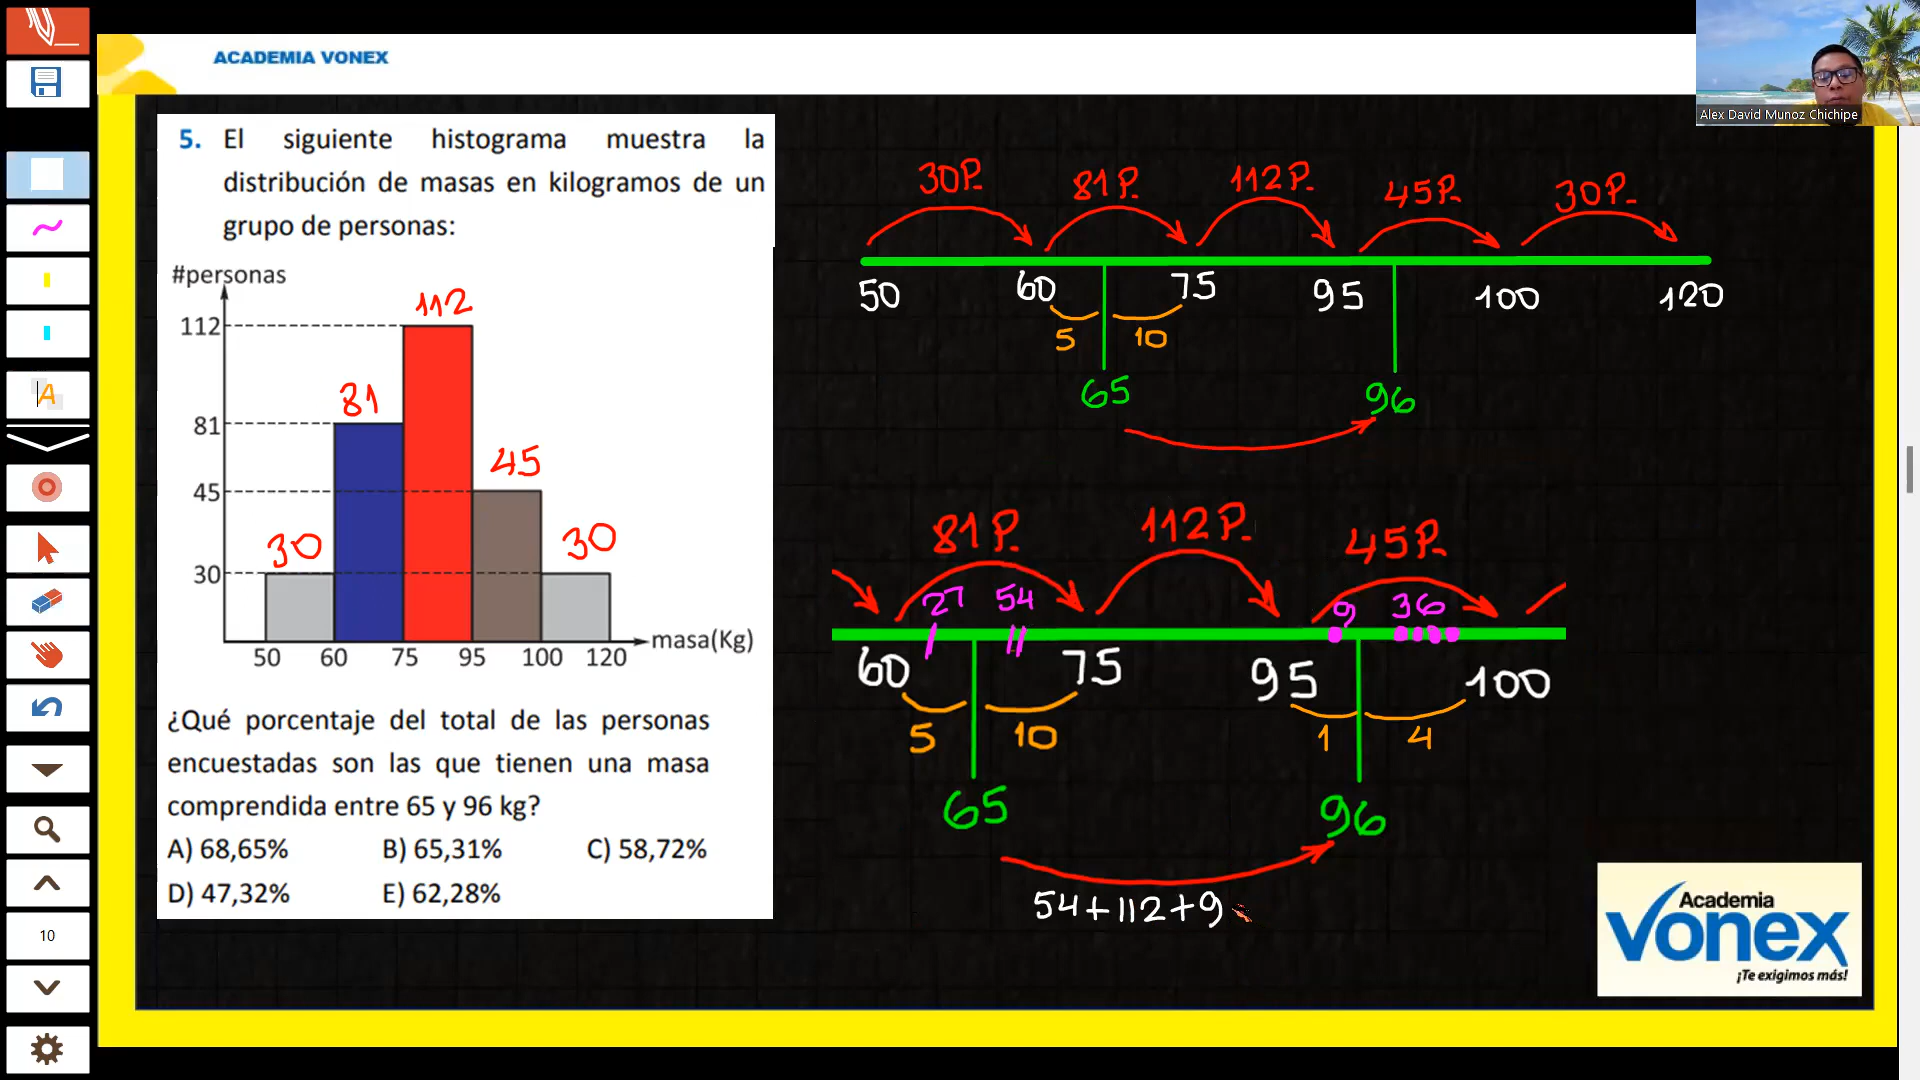 ACADEMIA VONEX
Alex David Munoz Chichipe
5. El siguiente histograma muestra la
distribución de masas en kilogramos de un
grupo de personas:
#personas
112
112
81
81
45
45
30
30
30
masa(Kg)
50 60 75 95 100 120
¿Qué porcentaje del total de las personas
encuestadas son las que tienen una masa
comprendida entre 65 y 96 kg?
A) 68,65% B) 65,31% C) 58,72%
D) 47,32% E) 62,28%
30P. 81P. 112P. 45P. 30P.
50 60 75 95 100 120
5 10
65 96
81P. 112P. 45P.
27 54 9 36
60 75 95 100
5 10 1 4
65 96
54+112+9
Academia
vonex
¡Te exigimos más!
A
10